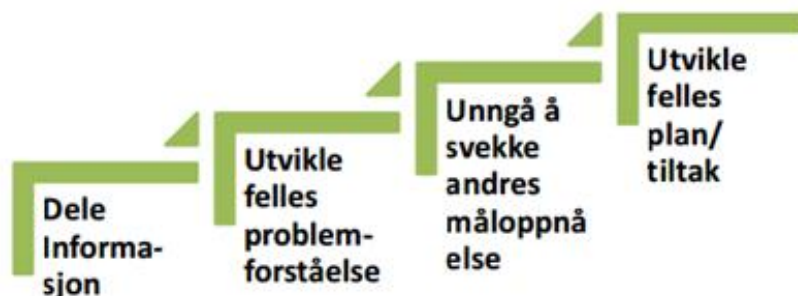 Dele
Informa-
sjon
Utvikle
felles
problem-
forståelse
Unngå å
svekke
andres
måloppnå
else
Utvikle
felles
plan/
tiltak